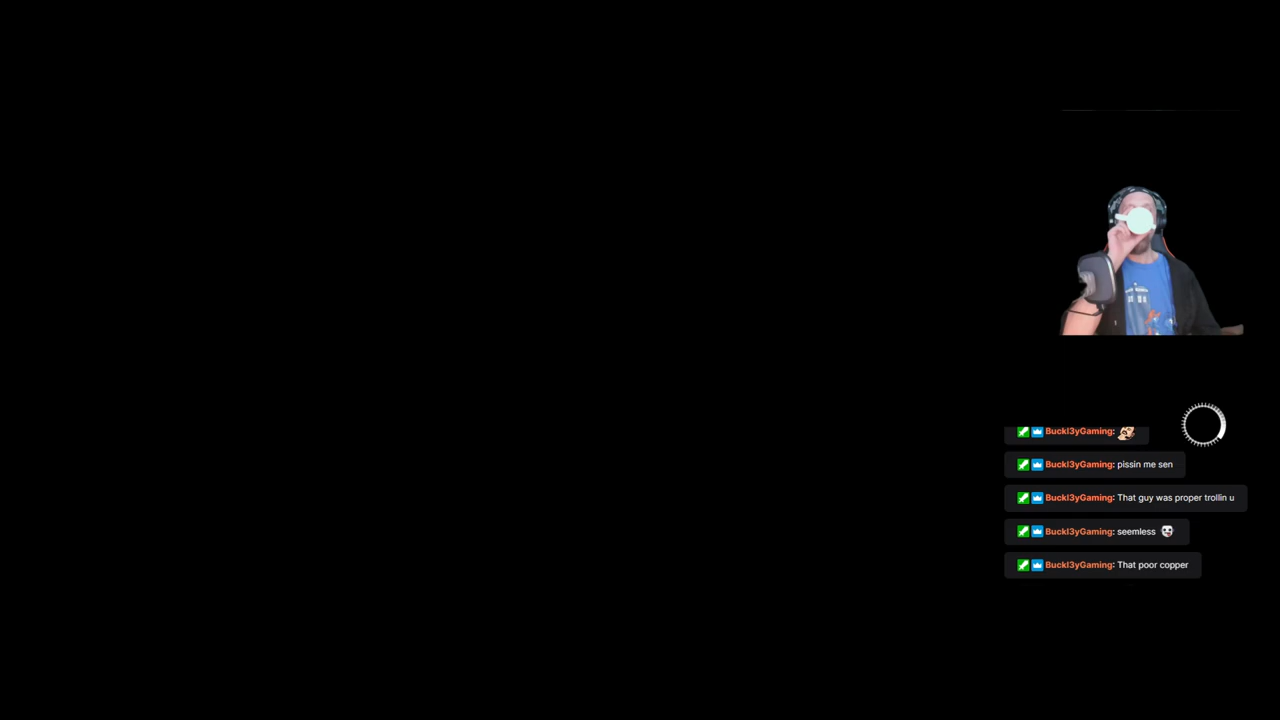 Buckl3yGaming:
Buckl3yGaming: pissin me sen
Buckl3yGaming: That guy was proper trollin u
Buckl3yGaming: seemless
Buckl3yGaming: That poor copper